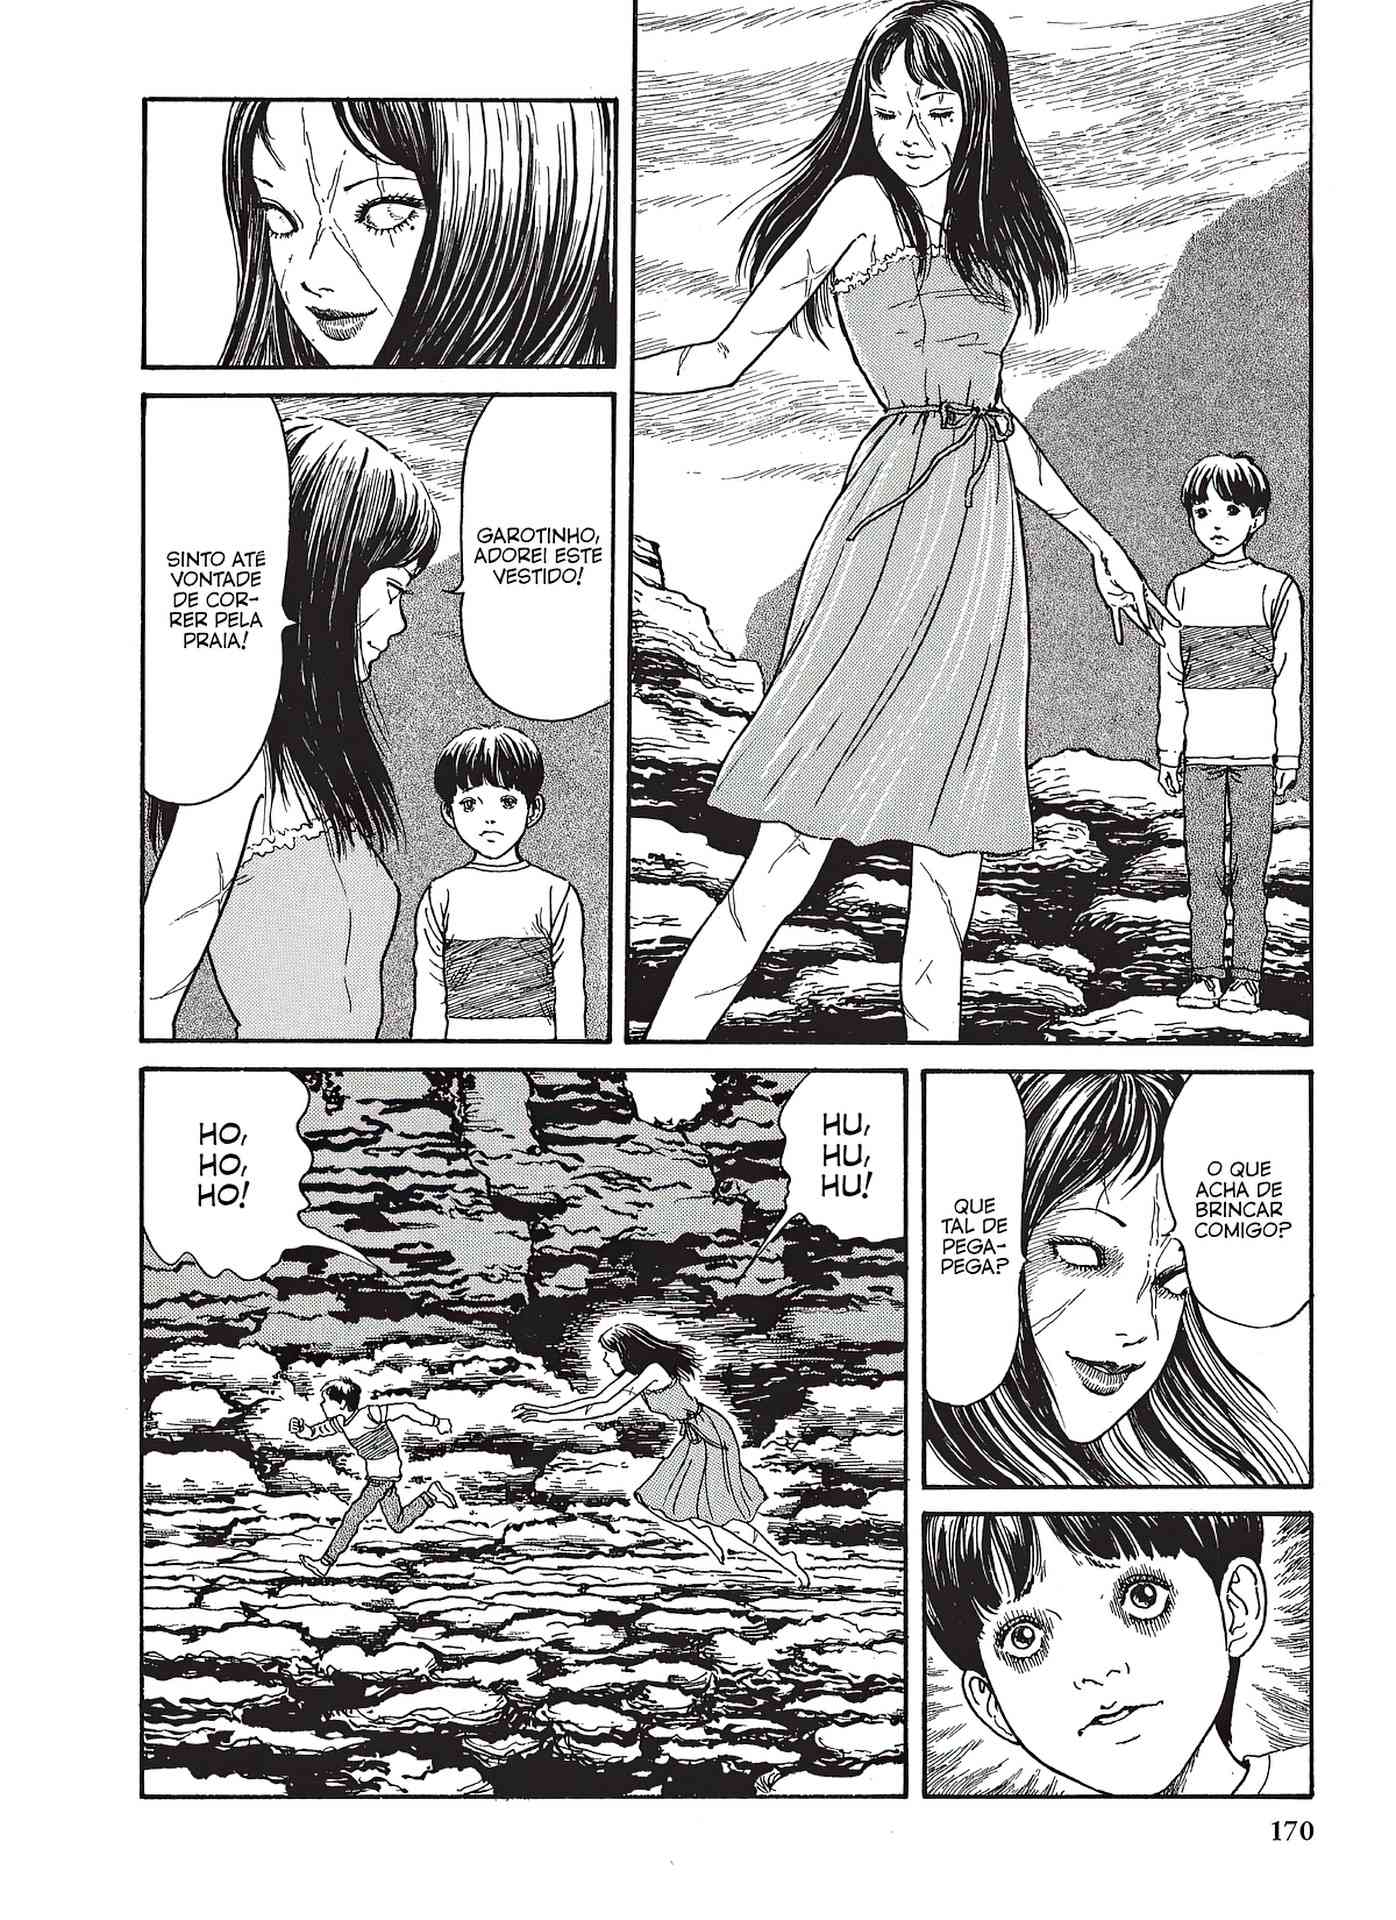 GAROTINHO,
ADOREI ESTE
VESTIDO!
SINTO ATÉ
VONTADE
DE COR-
RER PELA
PRAIA!
O QUE
ACHA DE
BRINCAR
COMIGO?
QUE
TAL DE
PEGA-
PEGA?
HU,
HU,
HU!
HO,
HO,
HO!
170